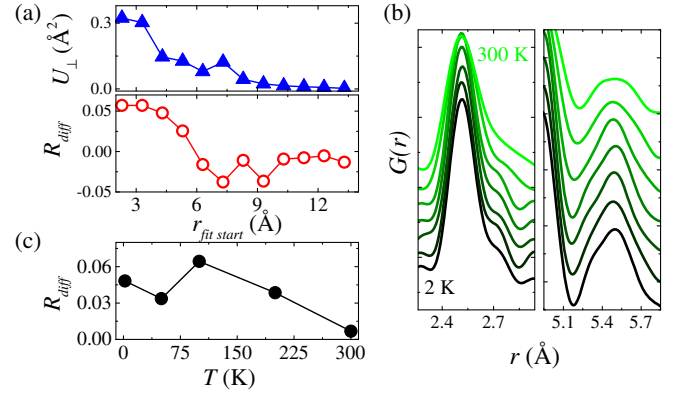 (a)
U⊥ (Å²)
0.3
0.0
R_diff
0.05
0.00
-0.05
3 6 9 12
r_fit start (Å)
(b)
G(r)
300 K
2 K
2.4 2.7 5.1 5.4 5.7
r (Å)
(c)
R_diff
0.06
0.03
0.00
0 75 150 225 300
T (K)